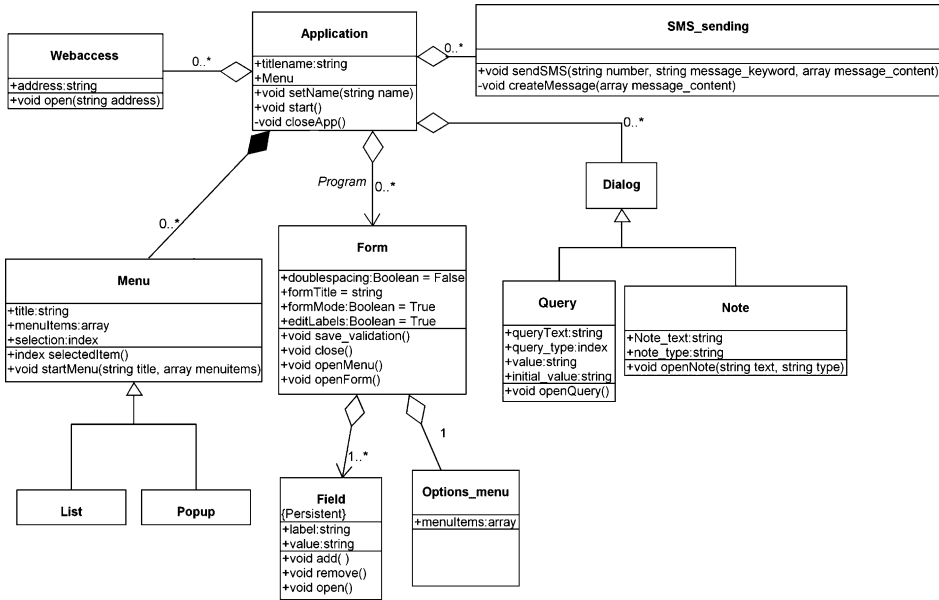 Webaccess
+address:string
+void open(string address)
0..*
Application
+titlename:string
+Menu
+void setName(string name)
+void start()
-void closeApp()
0..*
SMS_sending
+void sendSMS(string number, string message_keyword, array message_content)
-void createMessage(array message_content)
0..*
Dialog
Program
0..*
0..*
Menu
+title:string
+menuItems:array
+selection:index
+index selectedItem()
+void startMenu(string title, array menuitems)
List
Popup
Form
+doublespacing:Boolean = False
+formTitle = string
+formMode:Boolean = True
+editLabels:Boolean = True
+void save_validation()
+void close()
+void openMenu()
+void openForm()
Query
+queryText:string
+query_type:index
+value:string
+initial_value:string
+void openQuery()
Note
+Note_text:string
+note_type:string
+void openNote(string text, string type)
1..*
1
Field
{Persistent}
+label:string
+value:string
+void add( )
+void remove()
+void open()
Options_menu
+menuItems:array